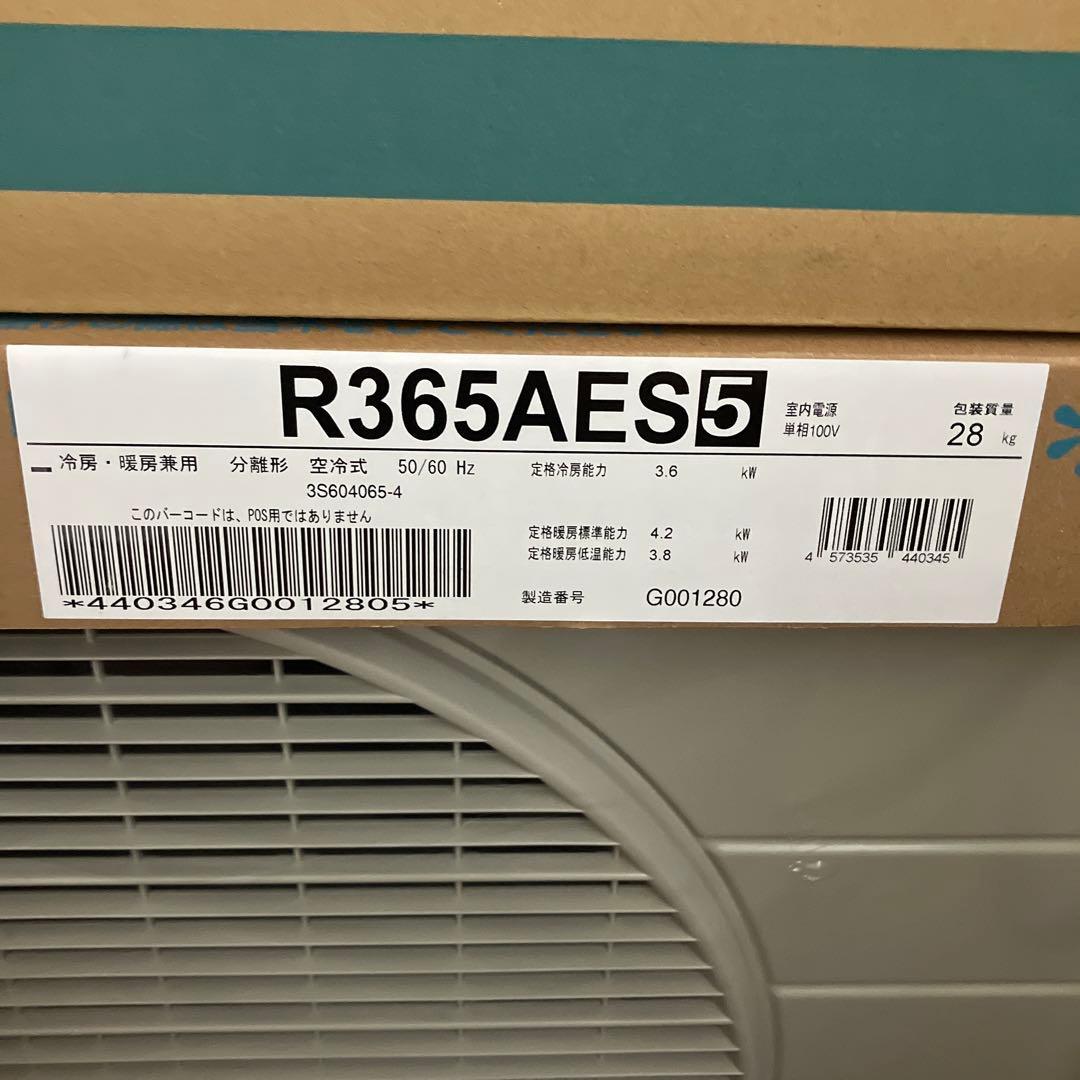 R365AES5
室内電源
単相100V
包装質量
28 kg
冷房・暖房兼用 分離形 空冷式 50/60 Hz
定格冷房能力 3.6 kW
3S604065-4
このバーコードは、POS用ではありません
定格暖房標準能力 4.2 kW
定格暖房低温能力 3.8 kW
4 573535 440345
*440346G0012805*
製造番号 G001280